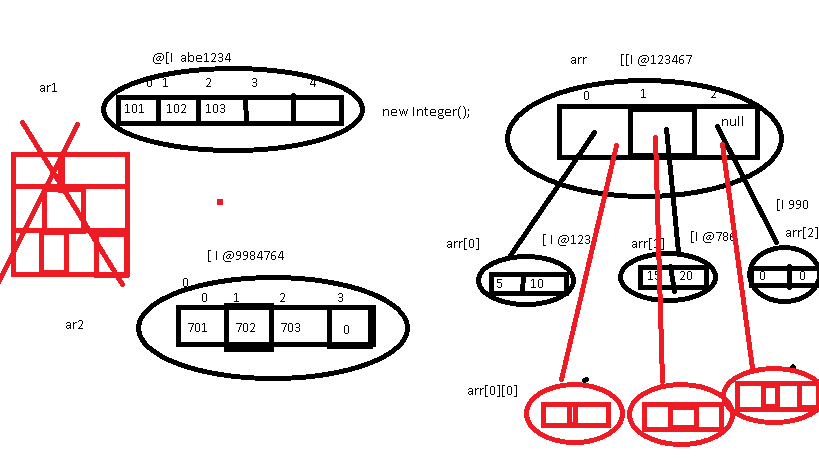 @[I abe1234
ar1
0 1 2 3 4
101 102 103
new Integer();
arr [[I @123467
0 1 2
null
[I 990
arr[0] [I @123 arr[1] [I @786 arr[2]
5 10 15 20 0 0
[I @9984764
0
0 1 2 3
701 702 703 0
ar2
arr[0][0]